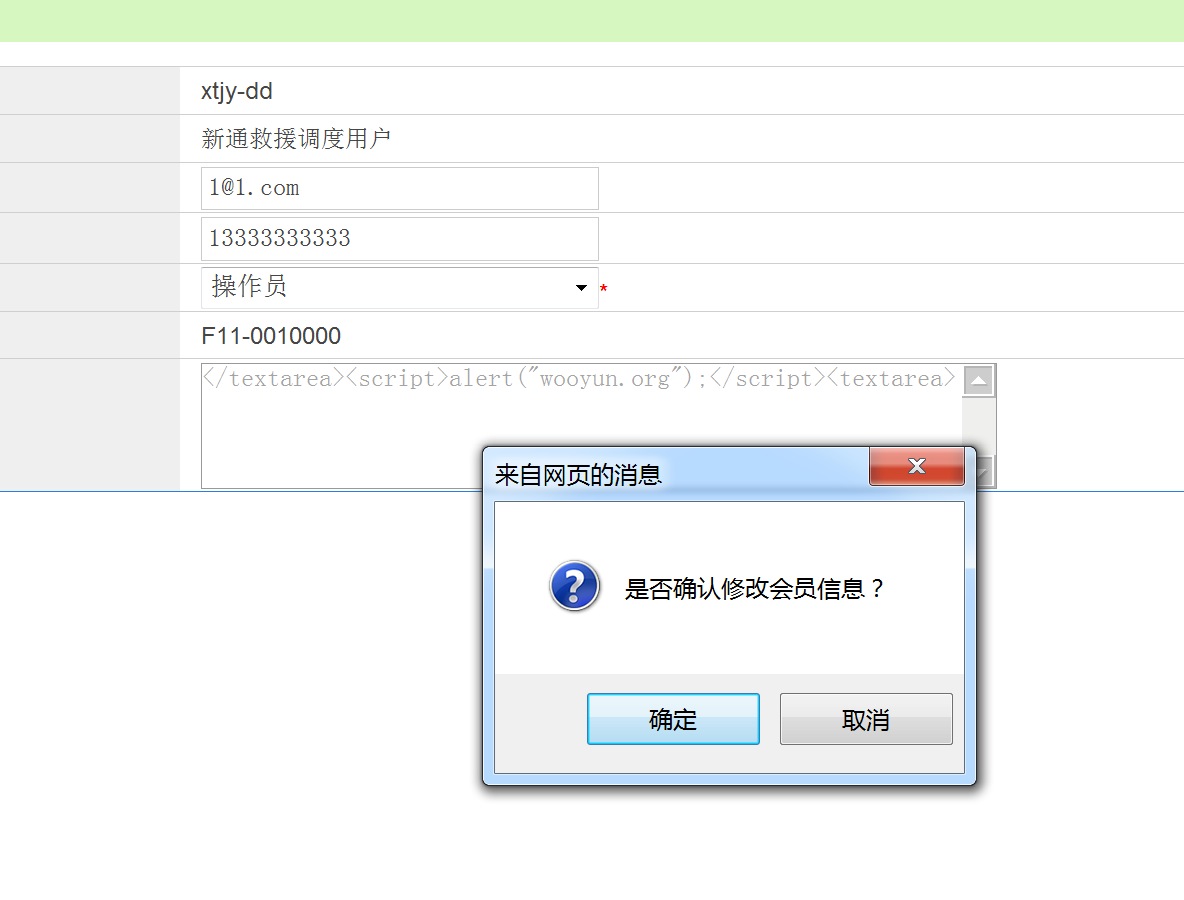 xtjy-dd
新通救援调度用户
1@1.com
13333333333
操作员
*
F11-0010000
</textarea><script>alert("wooyun.org");</script><textarea>
来自网页的消息
是否确认修改会员信息？
确定
取消